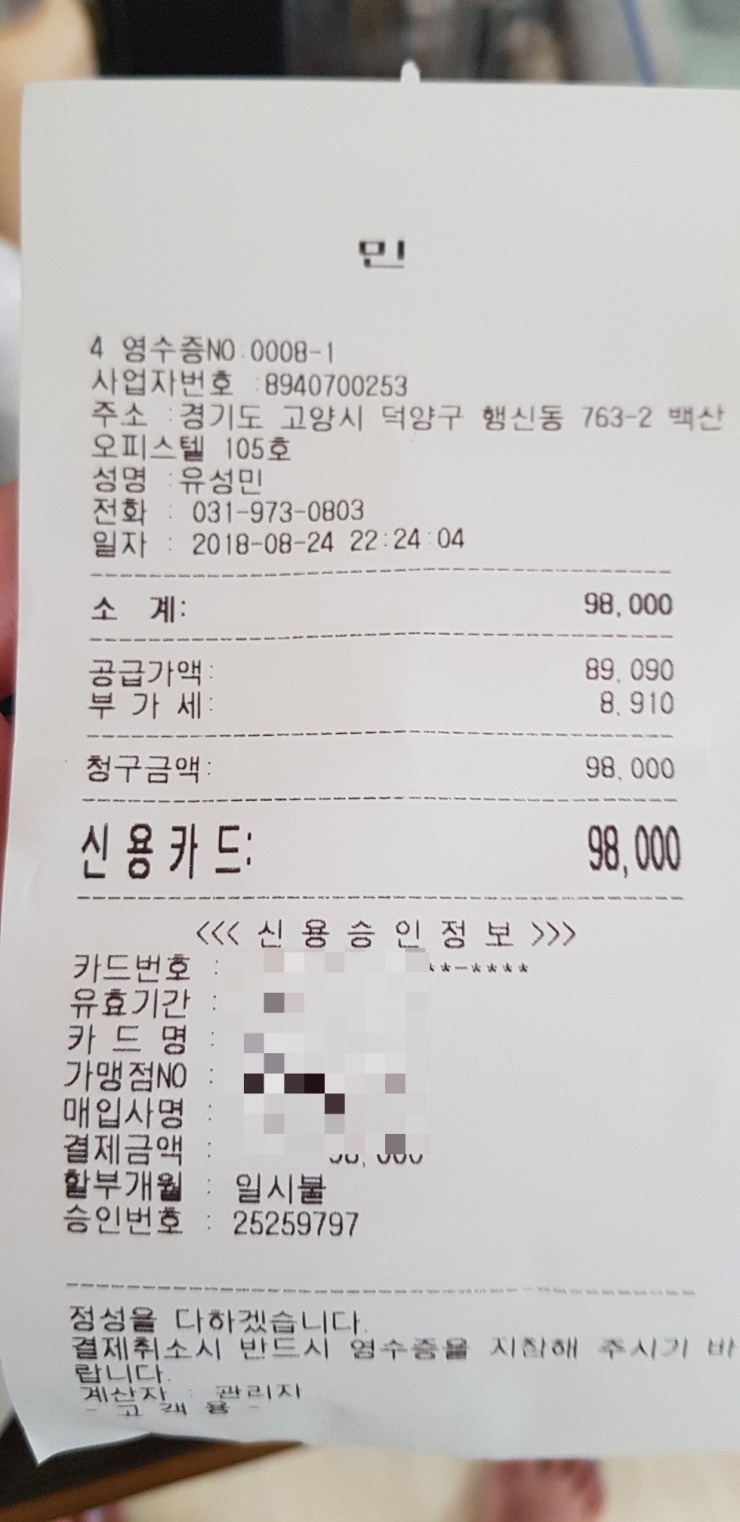 민
4 영수증NO.0008-1
사업자번호 :8940700253
주소 :경기도 고양시 덕양구 행신동 763-2 백산
오피스텔 105호
성명 :유성민
전화 : 031-973-0803
일자 : 2018-08-24 22:24:04
소 계: 98,000
공급가액: 89,090
부 가 세: 8,910
청구금액: 98,000
신용카드: 98,000
<<< 신 용 승 인 정 보 >>>
카드번호 : **-****
유효기간 :
카 드 명 :
가맹점NO :
매입사명 :
결제금액 : 98,000
할부개월 : 일시불
승인번호 : 25259797
정성을 다하겠습니다.
결제취소시 반드시 영수증을 지참해 주시기 바
랍니다.
계산자 : 관리자
- 고 객 용 -